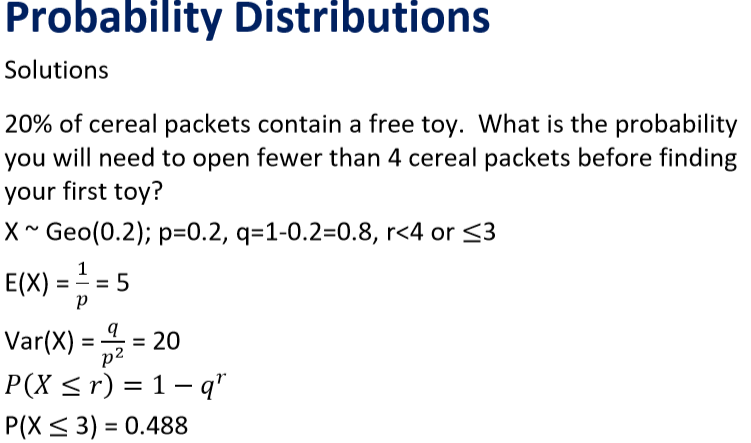 Probability Distributions
Solutions
20% of cereal packets contain a free toy. What is the probability
you will need to open fewer than 4 cereal packets before finding
your first toy?
X ~ Geo(0.2); p=0.2, q=1-0.2=0.8, r<4 or ≤3
E(X) = 1/p = 5
Var(X) = q/p² = 20
P(X ≤ r) = 1 − qʳ
P(X ≤ 3) = 0.488